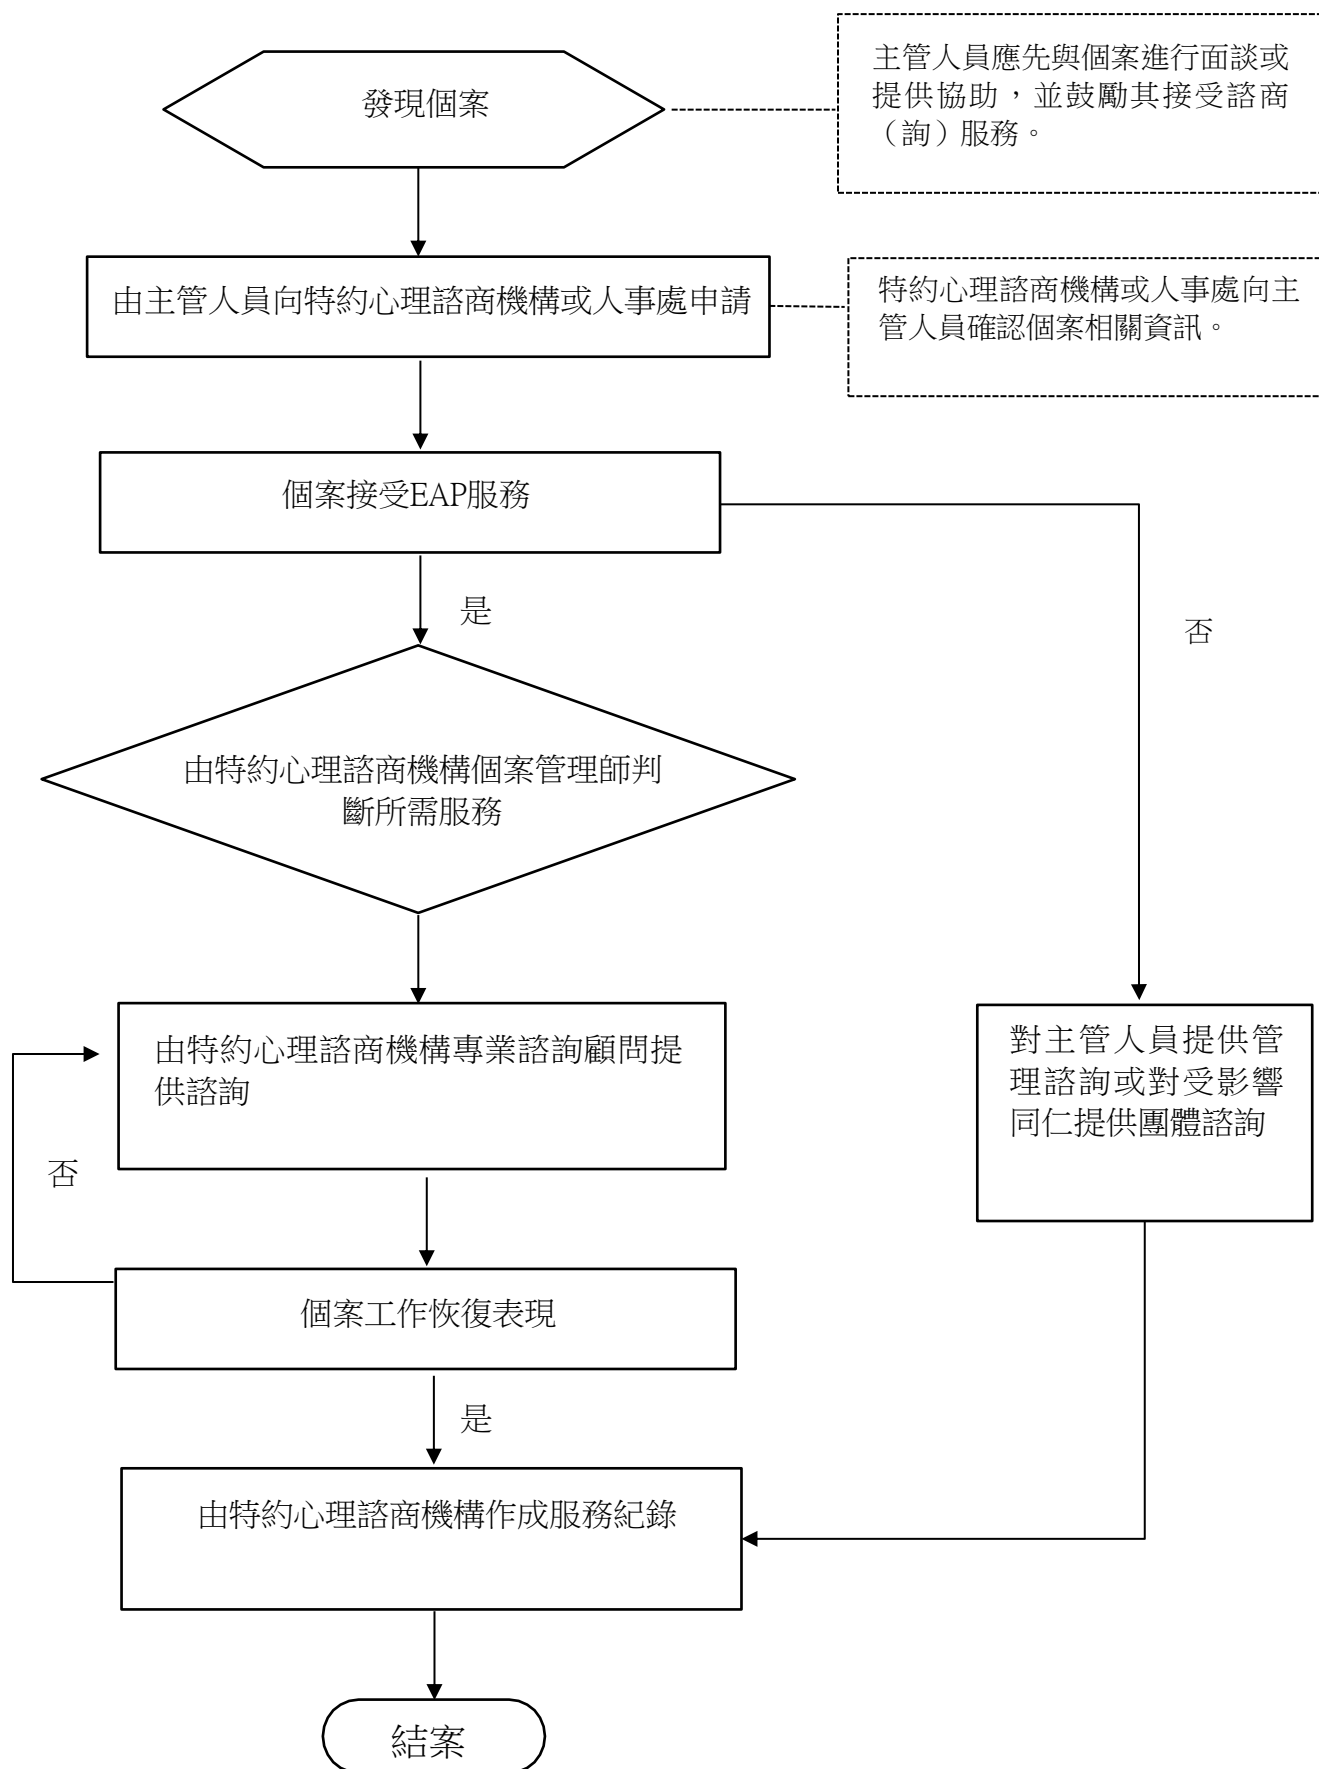 發現個案
主管人員應先與個案進行面談或
提供協助，並鼓勵其接受諮商
（詢）服務。
由主管人員向特約心理諮商機構或人事處申請
特約心理諮商機構或人事處向主
管人員確認個案相關資訊。
個案接受EAP服務
是
否
由特約心理諮商機構個案管理師判
斷所需服務
由特約心理諮商機構專業諮詢顧問提
供諮詢
對主管人員提供管
理諮詢或對受影響
同仁提供團體諮詢
否
個案工作恢復表現
是
由特約心理諮商機構作成服務紀錄
結案